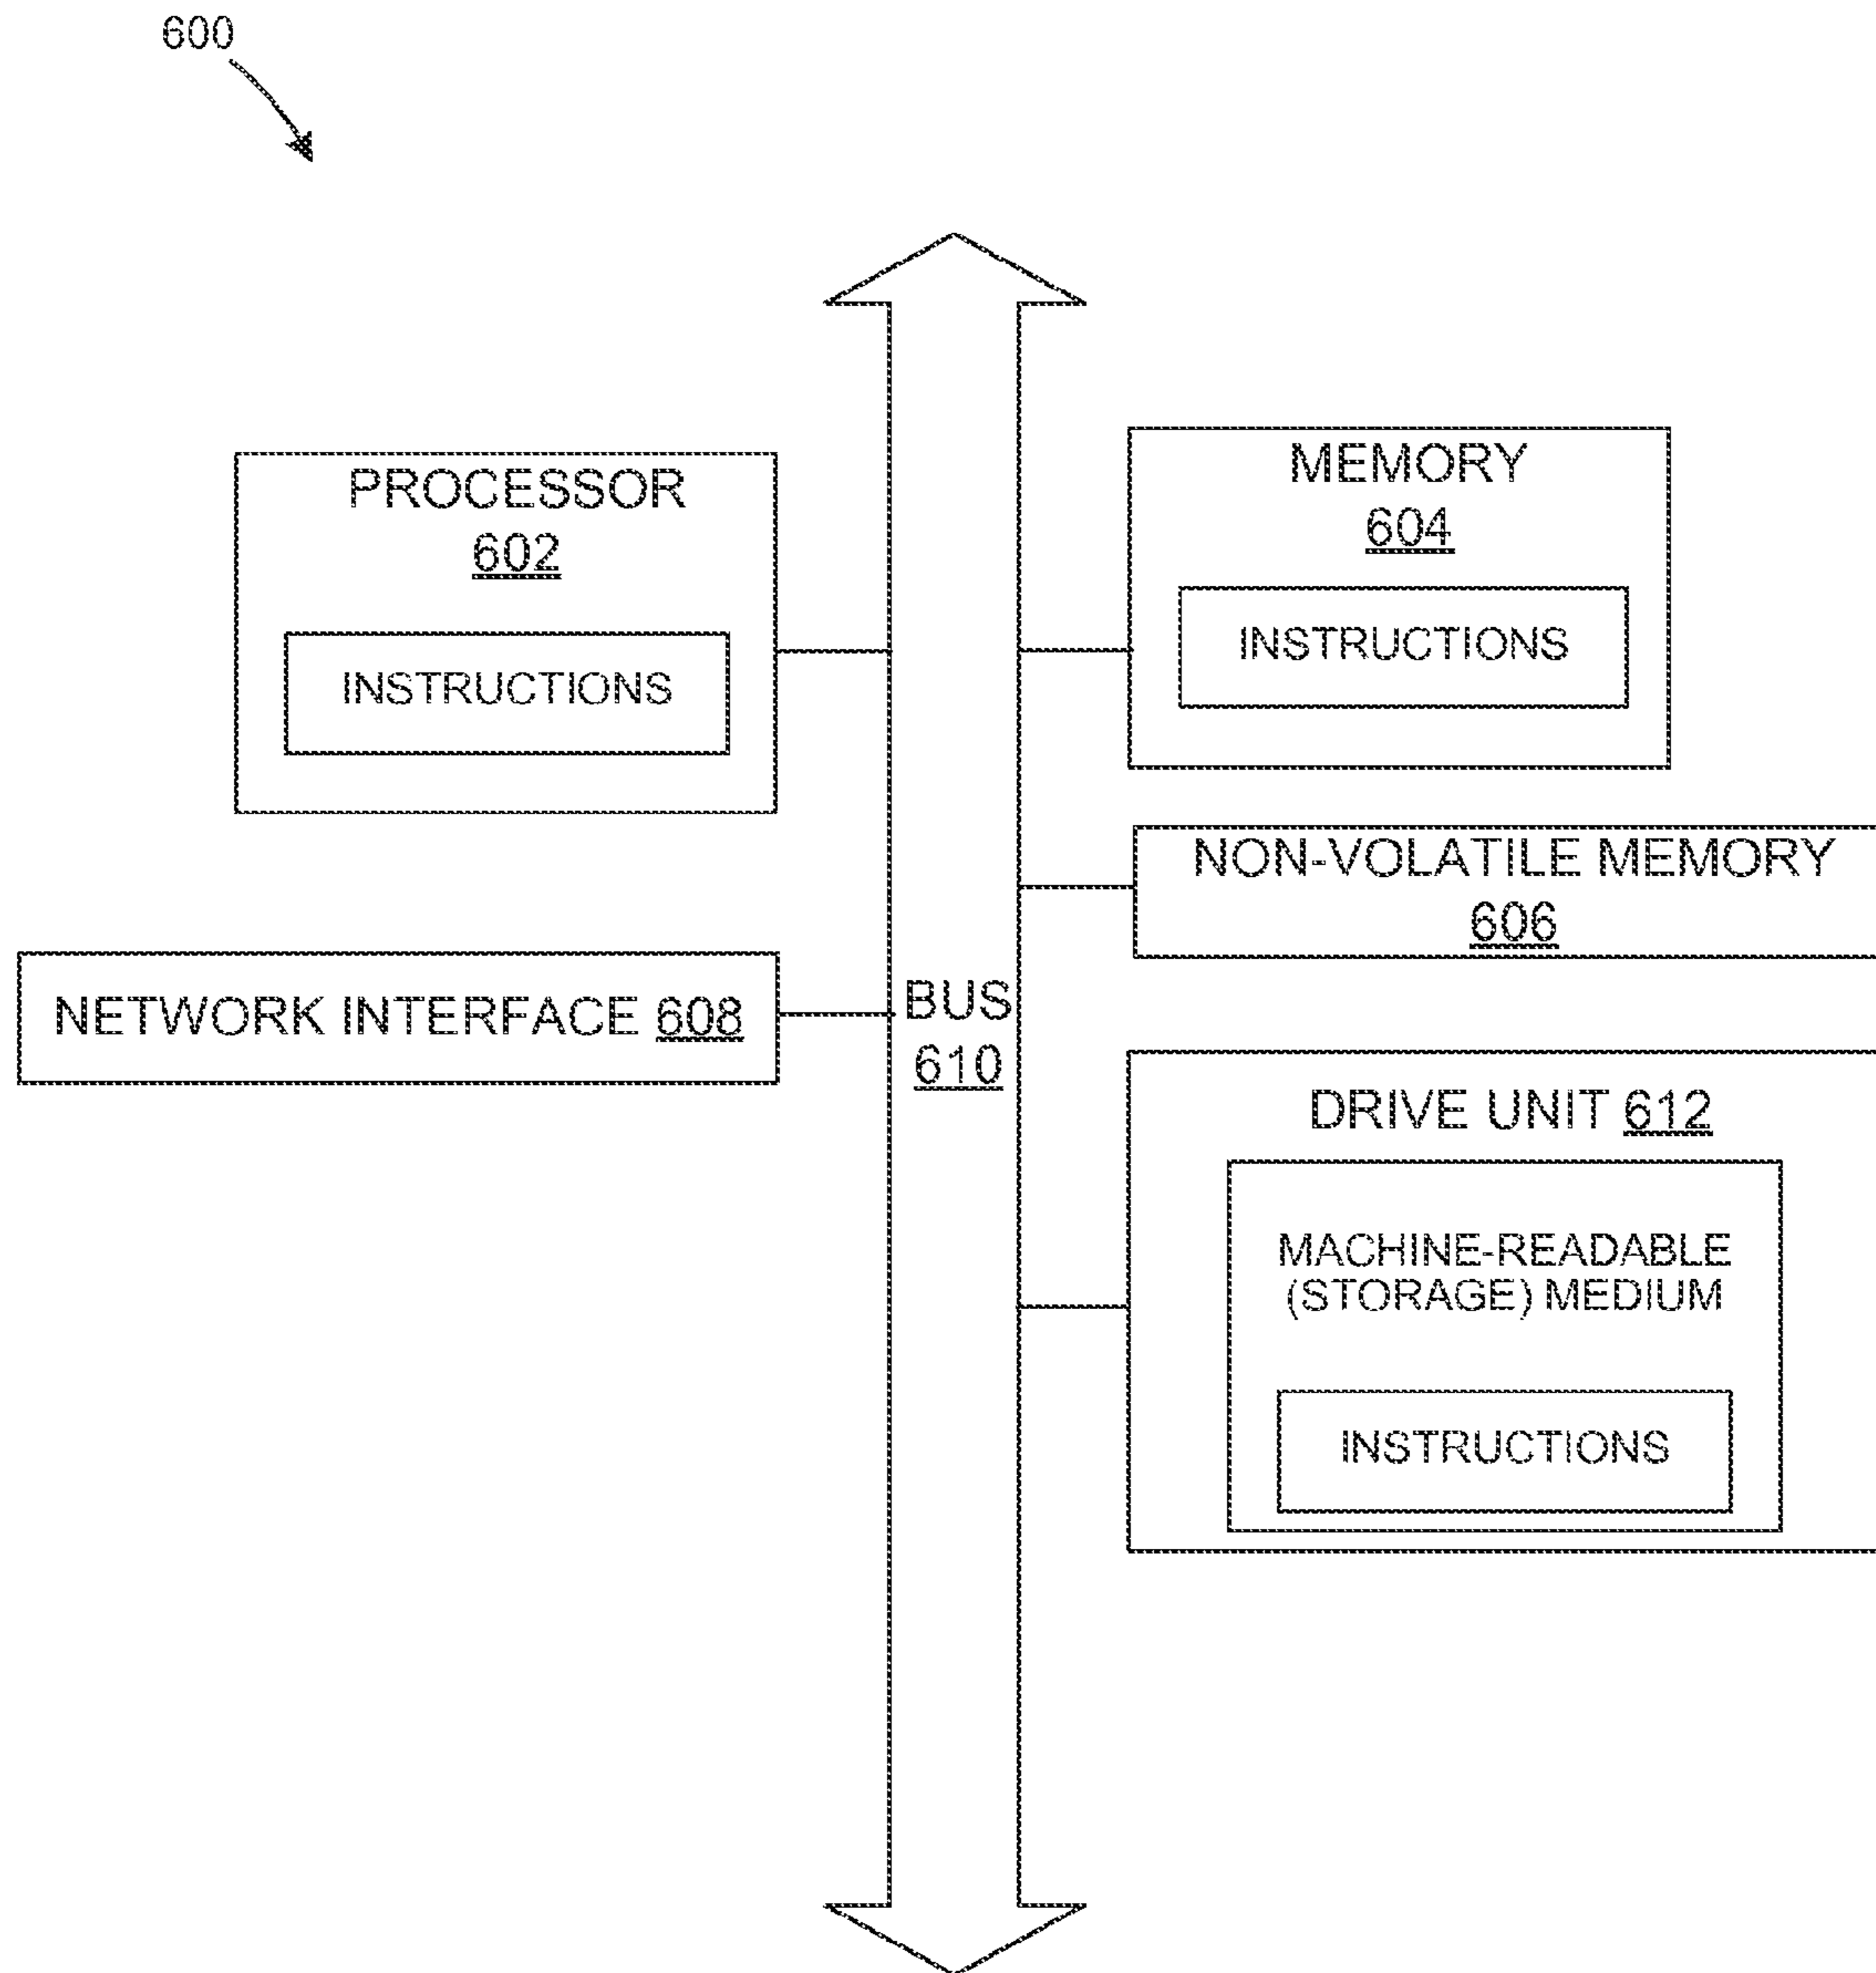 600
PROCESSOR
602
INSTRUCTIONS
MEMORY
604
INSTRUCTIONS
NON-VOLATILE MEMORY
606
NETWORK INTERFACE 608
BUS
610
DRIVE UNIT 612
MACHINE-READABLE
(STORAGE) MEDIUM
INSTRUCTIONS